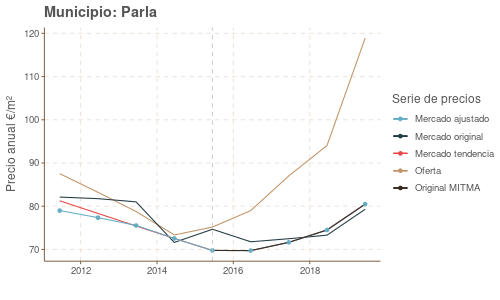 Municipio: Parla
Precio anual €/m²
120
110
100
90
80
70
2012
2014
2016
2018
Serie de precios
Mercado ajustado
Mercado original
Mercado tendencia
Oferta
Original MITMA